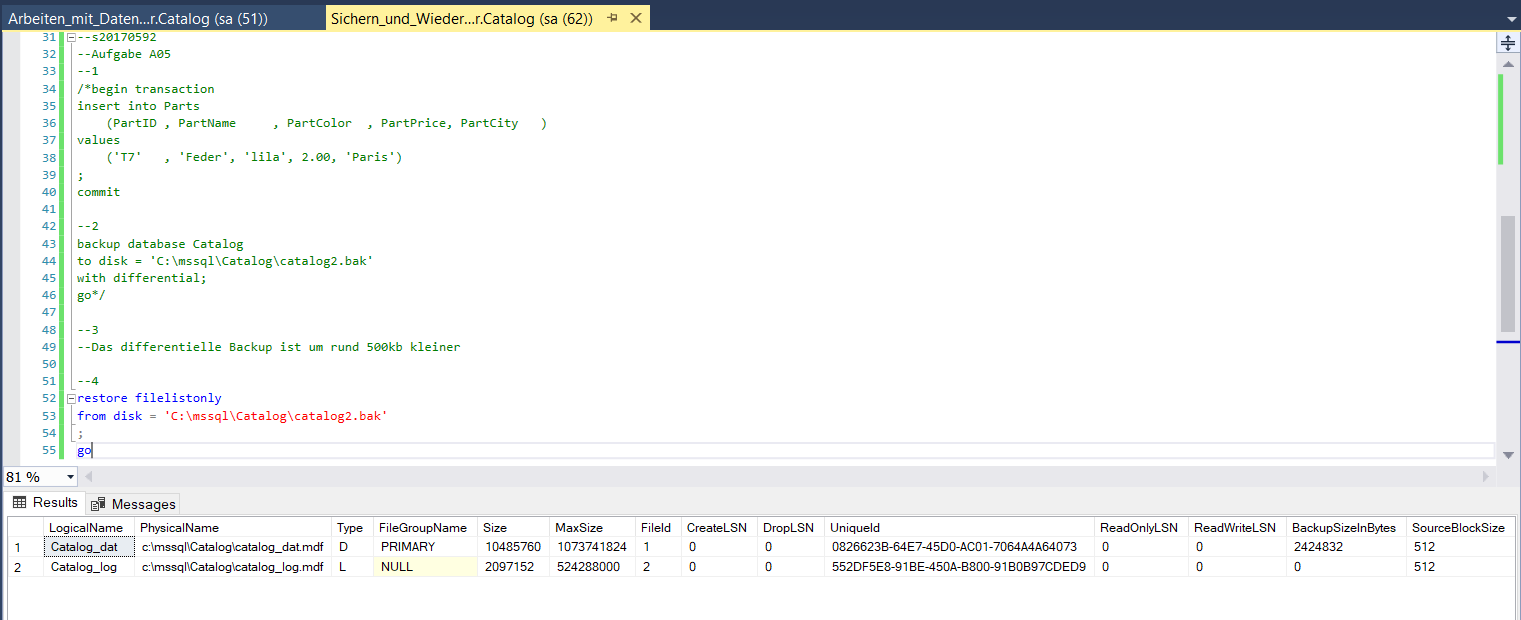 Arbeiten_mit_Daten...r.Catalog (sa (51))
Sichern_und_Wieder...r.Catalog (sa (62))
31 --s20170592
32 --Aufgabe A05
33 --1
34 /*begin transaction
35 insert into Parts
36 (PartID , PartName , PartColor , PartPrice, PartCity )
37 values
38 ('T7' , 'Feder', 'lila', 2.00, 'Paris')
39 ;
40 commit
41
42 --2
43 backup database Catalog
44 to disk = 'C:\mssql\Catalog\catalog2.bak'
45 with differential;
46 go*/
47
48 --3
49 --Das differentielle Backup ist um rund 500kb kleiner
50
51 --4
52 restore filelistonly
53 from disk = 'C:\mssql\Catalog\catalog2.bak'
54 ;
55 go
81 %
Results Messages
LogicalName PhysicalName Type FileGroupName Size MaxSize FileId CreateLSN DropLSN UniqueId ReadOnlyLSN ReadWriteLSN BackupSizeInBytes SourceBlockSize
1 Catalog_dat c:\mssql\Catalog\catalog_dat.mdf D PRIMARY 10485760 1073741824 1 0 0 0826623B-64E7-45D0-AC01-7064A4A64073 0 0 2424832 512
2 Catalog_log c:\mssql\Catalog\catalog_log.mdf L NULL 2097152 524288000 2 0 0 552DF5E8-91BE-450A-B800-91B0B97CDED9 0 0 0 512